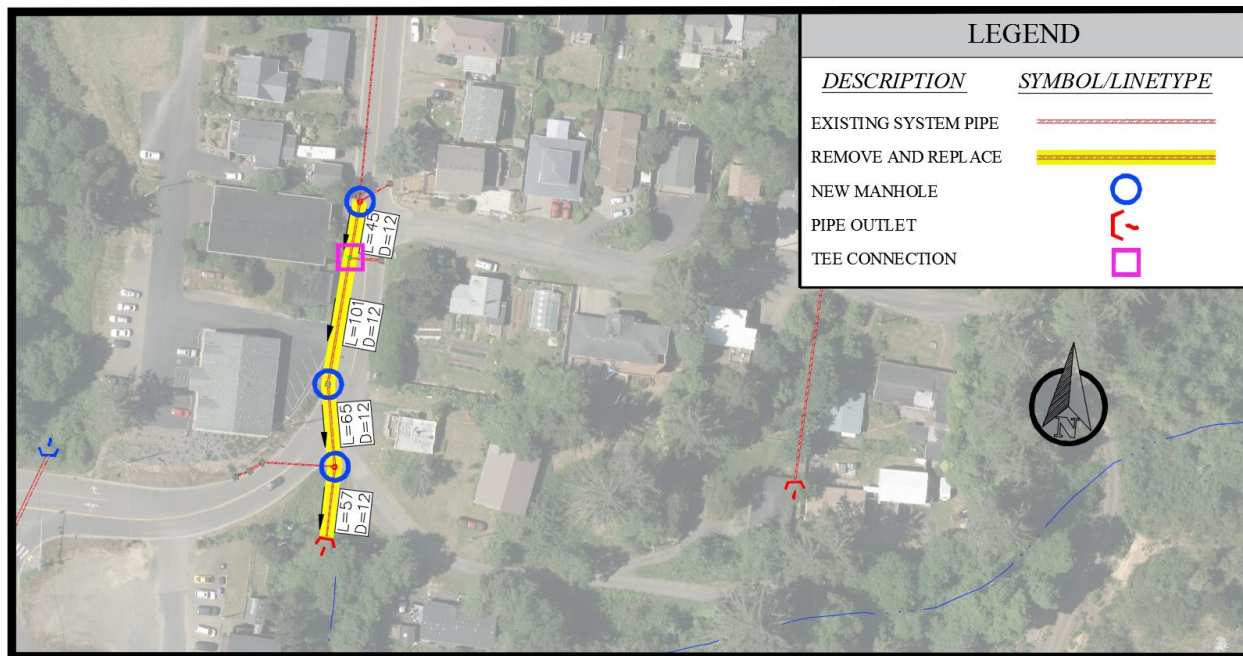 LEGEND
DESCRIPTION SYMBOL/LINETYPE
EXISTING SYSTEM PIPE
REMOVE AND REPLACE
NEW MANHOLE
PIPE OUTLET
TEE CONNECTION
L=45
D=12
L=101
D=12
L=65
D=12
L=57
D=12
N